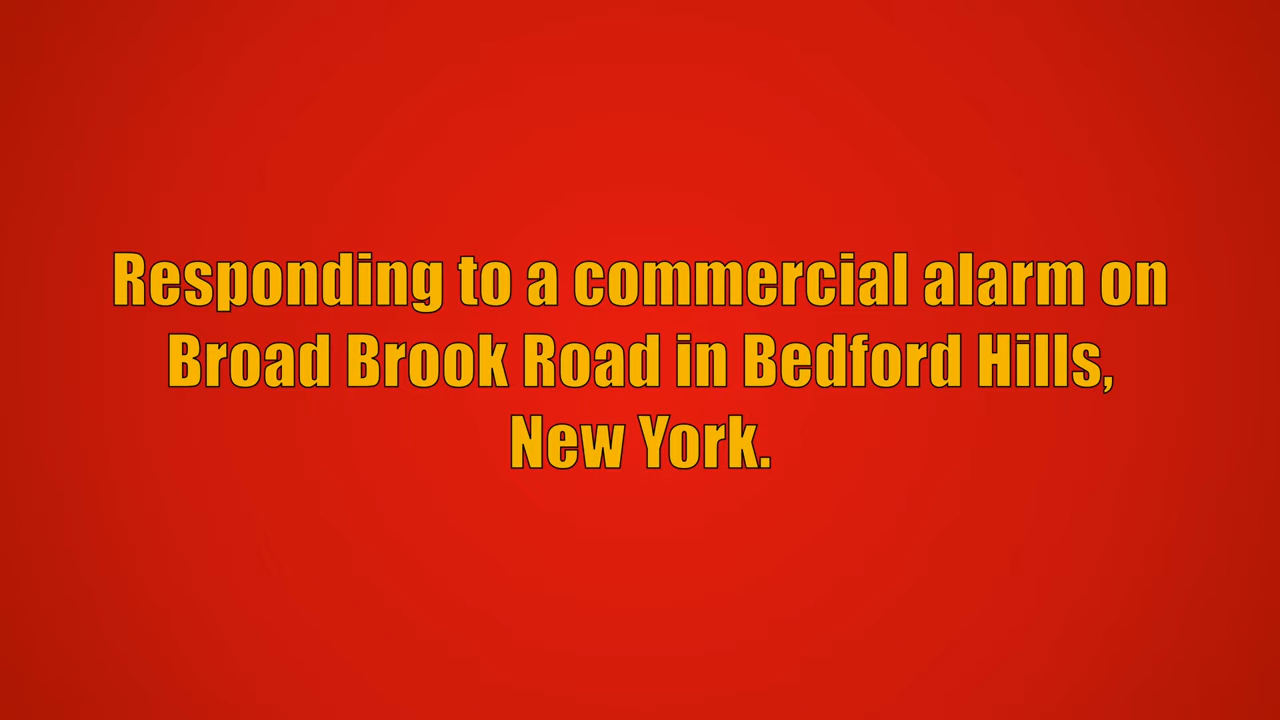 Responding to a commercial alarm on
Broad Brook Road in Bedford Hills,
New York.